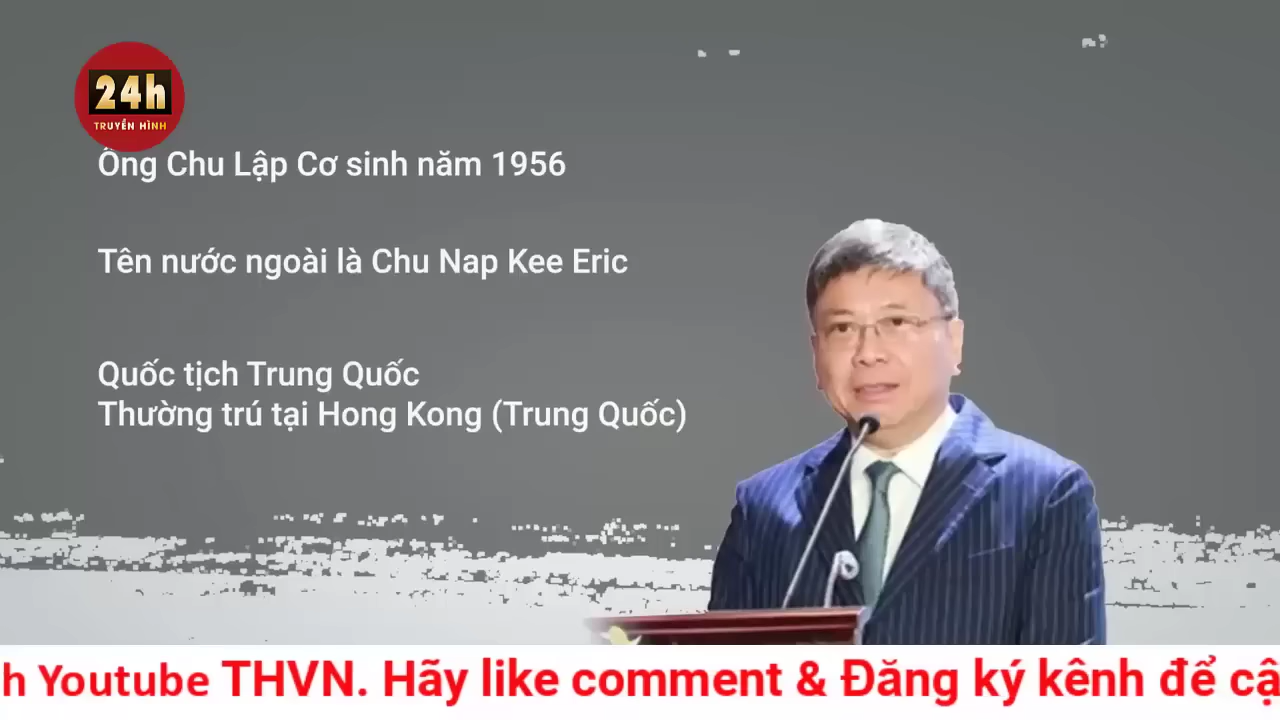 24h
TRUYỀN HÌNH
Ông Chu Lập Cơ sinh năm 1956
Tên nước ngoài là Chu Nap Kee Eric
Quốc tịch Trung Quốc
Thường trú tại Hong Kong (Trung Quốc)
h Youtube THVN. Hãy like comment & Đăng ký kênh để cậ